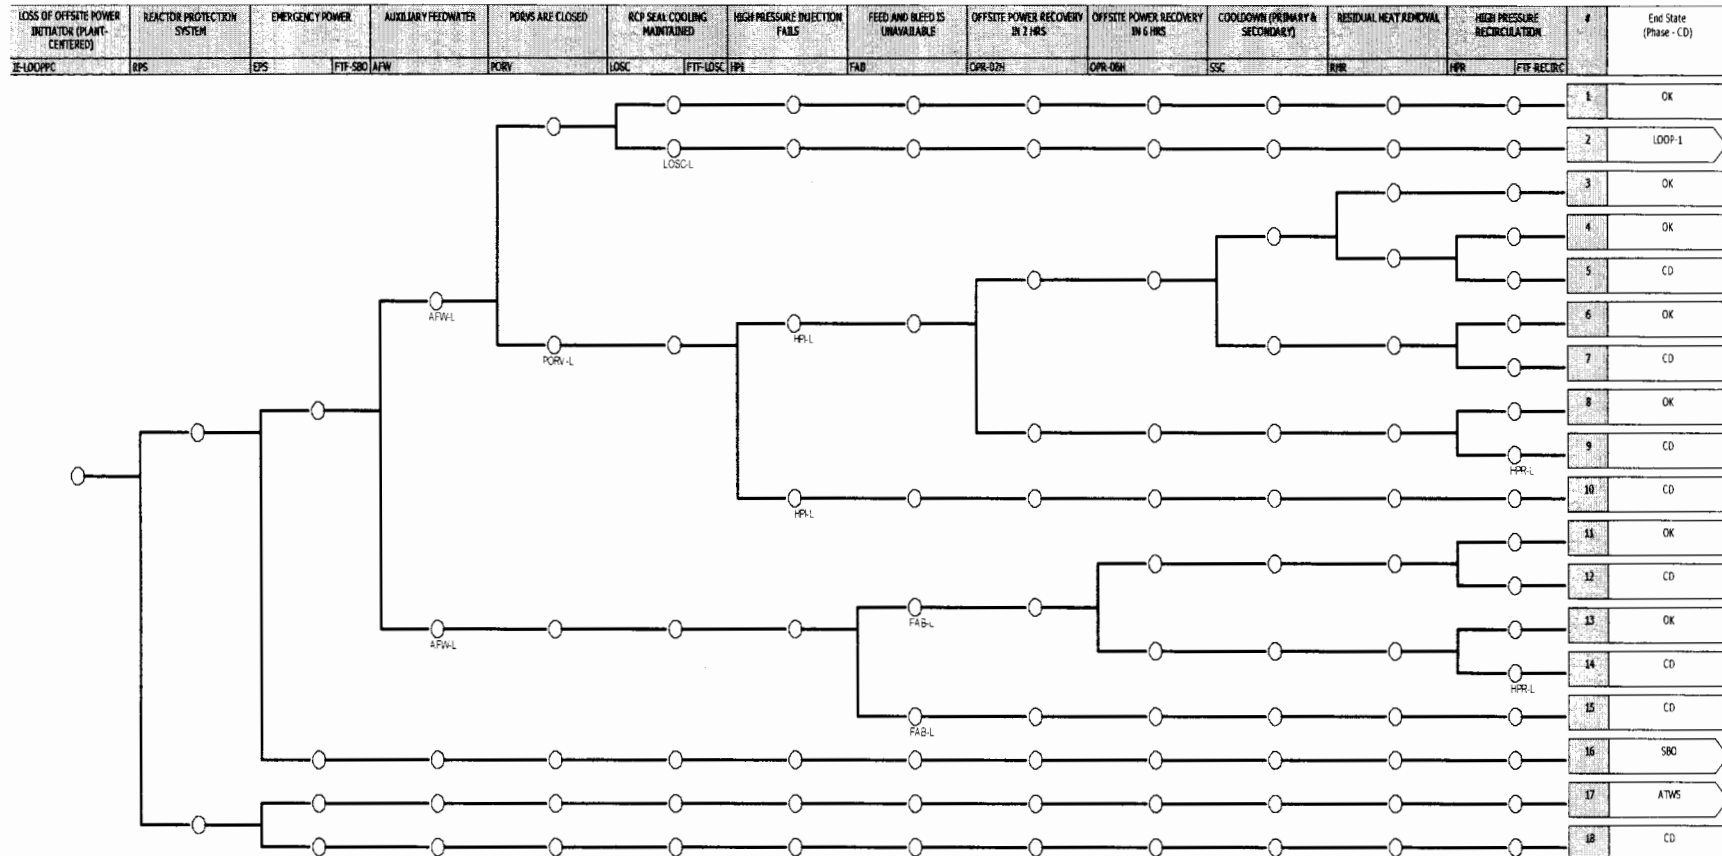 LOSS OF OFFSITE POWER
INITIATOR (PLANT-
CENTERED)
REACTOR PROTECTION
SYSTEM
EMERGENCY POWER
AUXILIARY FEEDWATER
PORVS ARE CLOSED
RCP SEAL COOLING
MAINTAINED
HIGH PRESSURE INJECTION
FAILS
FEED AND BLEED IS
UNAVAILABLE
OFFSITE POWER RECOVERY
IN 2 HRS
OFFSITE POWER RECOVERY
IN 6 HRS
COOLDOWN (PRIMARY &
SECONDARY)
RESIDUAL HEAT REMOVAL
HIGH PRESSURE
RECIRCULATION
#
End State
(Phase - CD)
IE-LOOPPC
RPS
EPS
FTF-SBO
AFW
PORV
LOSC
FTF-LOSC
HPI
FAB
OPR-02H
OPR-06H
SSC
RHR
HPR
FTF-RECIRC
1 OK
2 LOOP-1
LOSC-L
3 OK
4 OK
5 CD
AFW-L
6 OK
HPI-L
PORV-L
7 CD
8 OK
9 CD
HPR-L
10 CD
HPI-L
11 OK
12 CD
FAB-L
13 OK
AFW-L
14 CD
HPR-L
15 CD
FAB-L
16 SBO
17 ATWS
18 CD